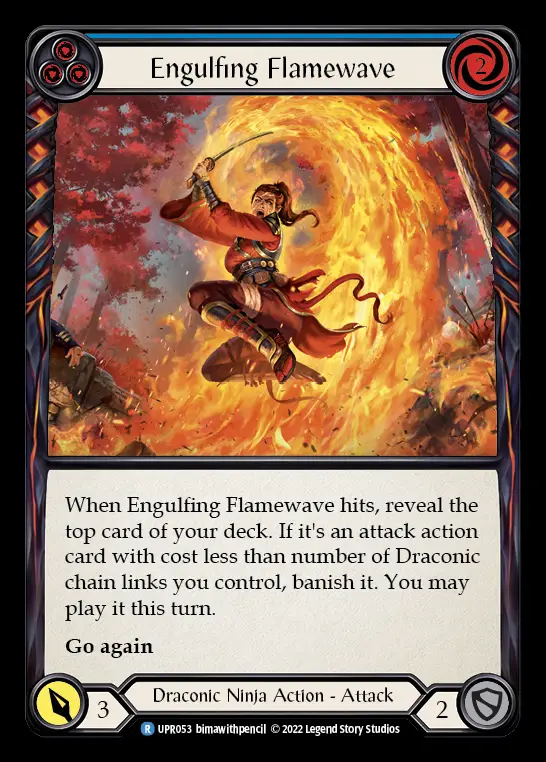 Engulfing Flamewave
2
When Engulfing Flamewave hits, reveal the
top card of your deck. If it's an attack action
card with cost less than number of Draconic
chain links you control, banish it. You may
play it this turn.
Go again
3
Draconic Ninja Action - Attack
2
R UPR053 bimawithpencil © 2022 Legend Story Studios